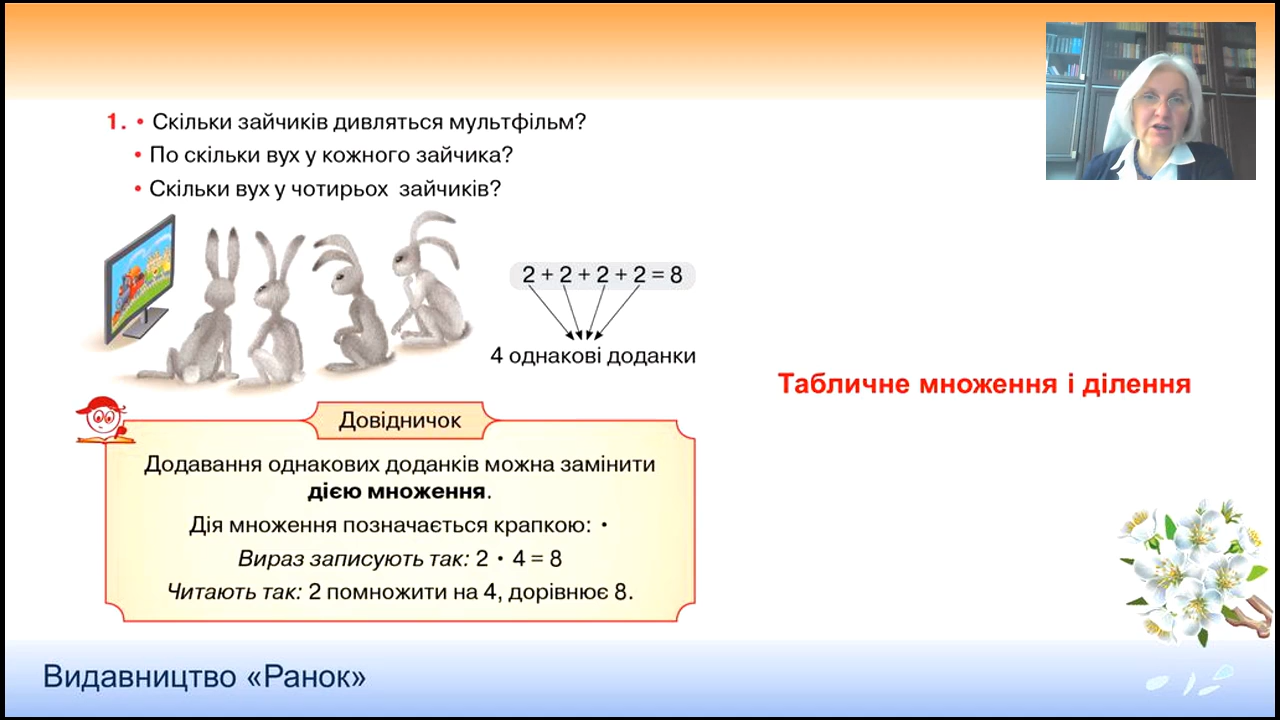 1. • Скільки зайчиків дивляться мультфільм?
• По скільки вух у кожного зайчика?
• Скільки вух у чотирьох зайчиків?
2 + 2 + 2 + 2 = 8
4 однакові доданки
Табличне множення і ділення
Довідничок
Додавання однакових доданків можна замінити
дією множення.
Дія множення позначається крапкою: •
Вираз записують так: 2 • 4 = 8
Читають так: 2 помножити на 4, дорівнює 8.
Видавництво «Ранок»